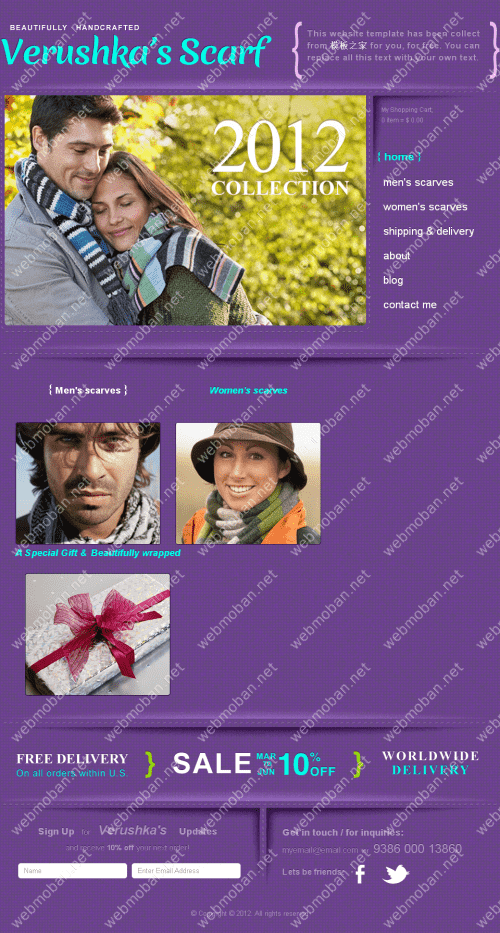 BEAUTIFULLY HANDCRAFTED
Verushka's Scarf
This website template has been collect
from 模板之家 for you, for free. You can
replace all this text with your own text.
My Shopping Cart:
0 item = $ 0.00
2012
COLLECTION
{ home }
men's scarves
women's scarves
shipping & delivery
about
blog
contact me
{ Men's scarves }
Women's scarves
A Special Gift & Beautifully wrapped
FREE DELIVERY
On all orders within U.S.
SALE MAR TO JUN 10% OFF
WORLDWIDE
DELIVERY
Sign Up for Verushka's Updates
and receive 10% off your next order!
Name
Enter Email Address
Get in touch / for inquiries:
myemail@email.com or 9386 000 13860
Lets be friends:
© Copyright © 2012. All rights reserved
webmoban.net